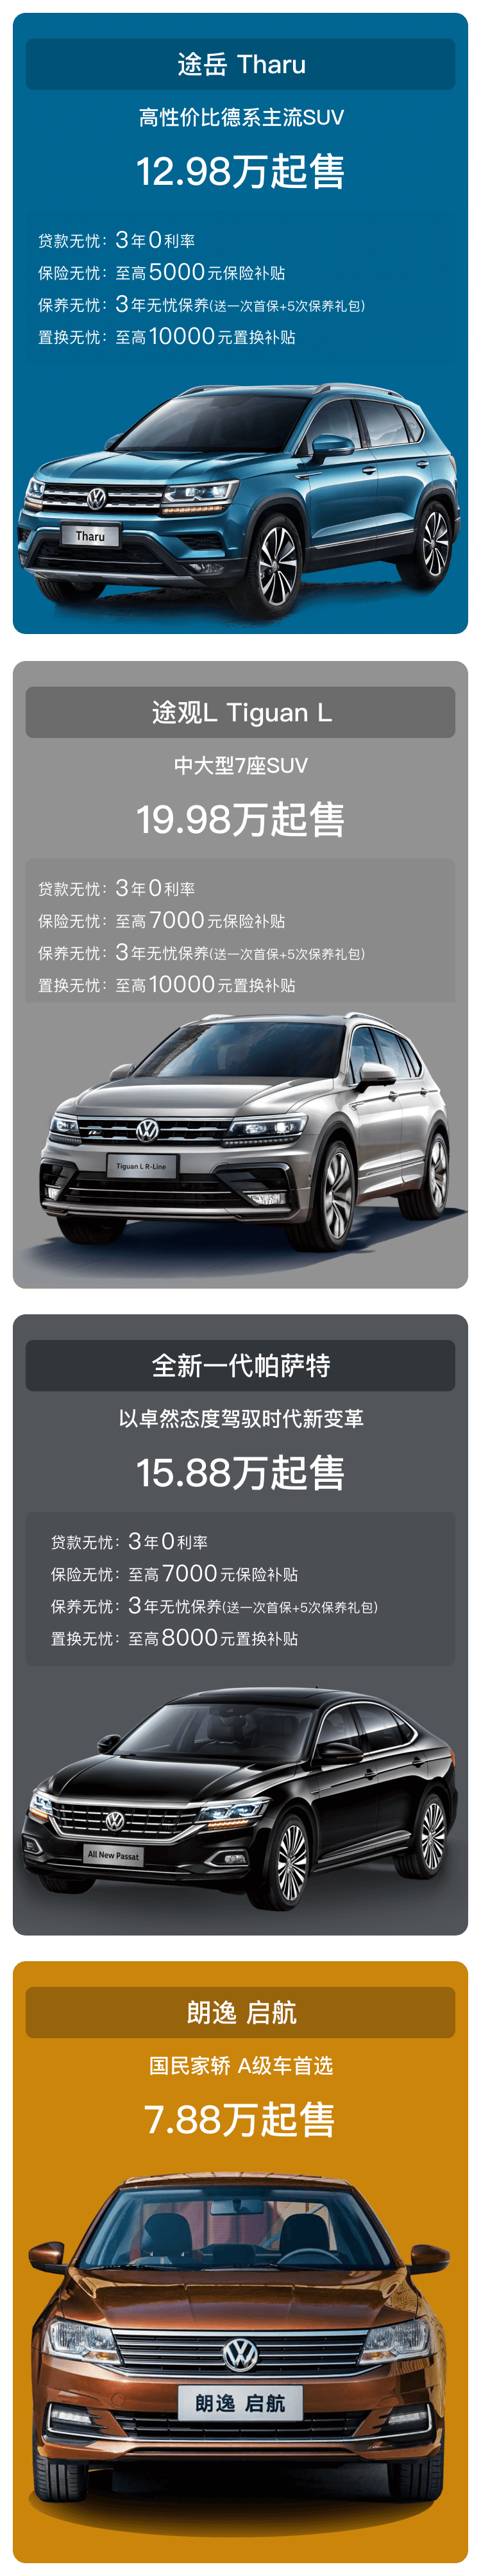 途岳 Tharu
高性价比德系主流SUV
12.98万起售
贷款无忧：3年0利率
保险无忧：至高5000元保险补贴
保养无忧：3年无忧保养(送一次首保+5次保养礼包)
置换无忧：至高10000元置换补贴
Tharu
途观L Tiguan L
中大型7座SUV
19.98万起售
贷款无忧：3年0利率
保险无忧：至高7000元保险补贴
保养无忧：3年无忧保养(送一次首保+5次保养礼包)
置换无忧：至高10000元置换补贴
Tiguan L R-Line
全新一代帕萨特
以卓然态度驾驭时代新变革
15.88万起售
贷款无忧：3年0利率
保险无忧：至高7000元保险补贴
保养无忧：3年无忧保养(送一次首保+5次保养礼包)
置换无忧：至高8000元置换补贴
All New Passat
朗逸 启航
国民家轿 A级车首选
7.88万起售
朗逸 启航